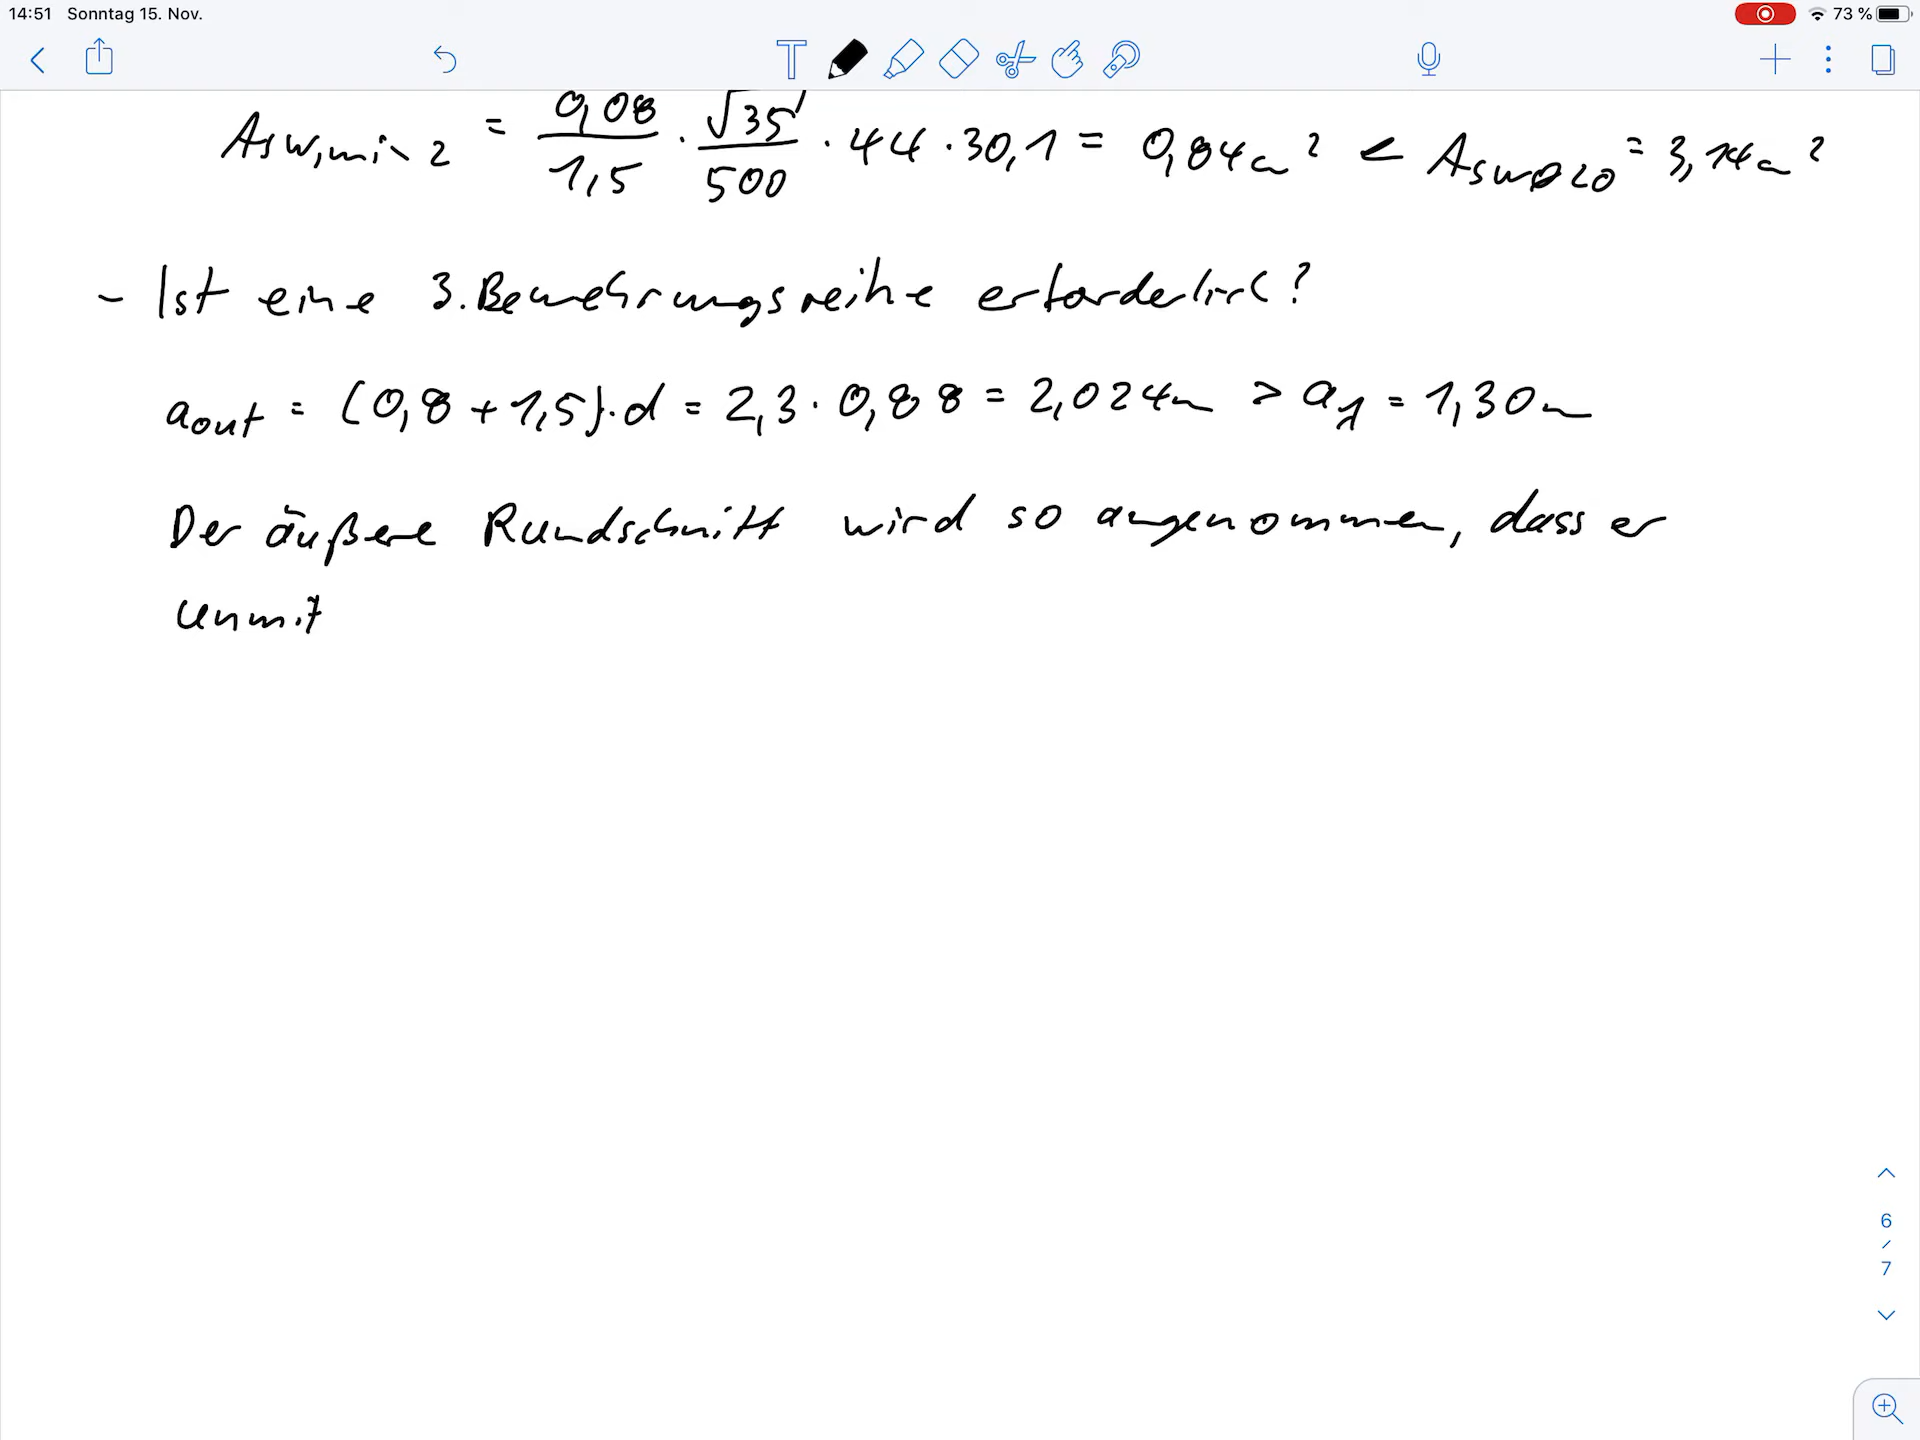 14:51 Sonntag 15. Nov. 73 %
Asw,min 2 = 0,08/1,5 · √35/500 · 44 · 30,1 = 0,84cm² < Asw⌀20 = 3,14cm²
- Ist eine 3. Bewehrungsreihe erforderlich?
aout = (0,8 + 1,5) · d = 2,3 · 0,88 = 2,024m > a1 = 1,30m
Der äußere Rundschnitt wird so angenommen, dass er
unmit
6
/
7